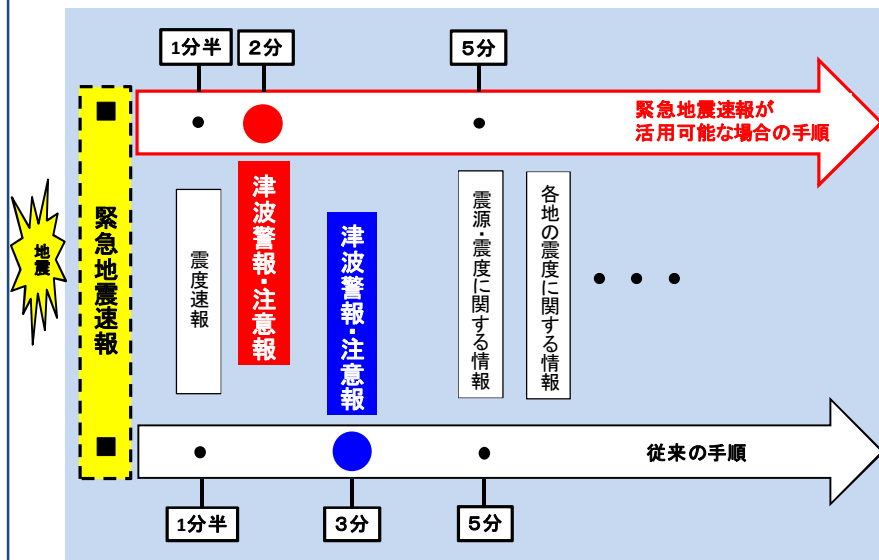 1分半
2分
5分
緊急地震速報が
活用可能な場合の手順
地震
緊急地震速報
震度速報
津波警報・注意報
津波警報・注意報
震源・震度に関する情報
各地の震度に関する情報
・・・
従来の手順
1分半
3分
5分